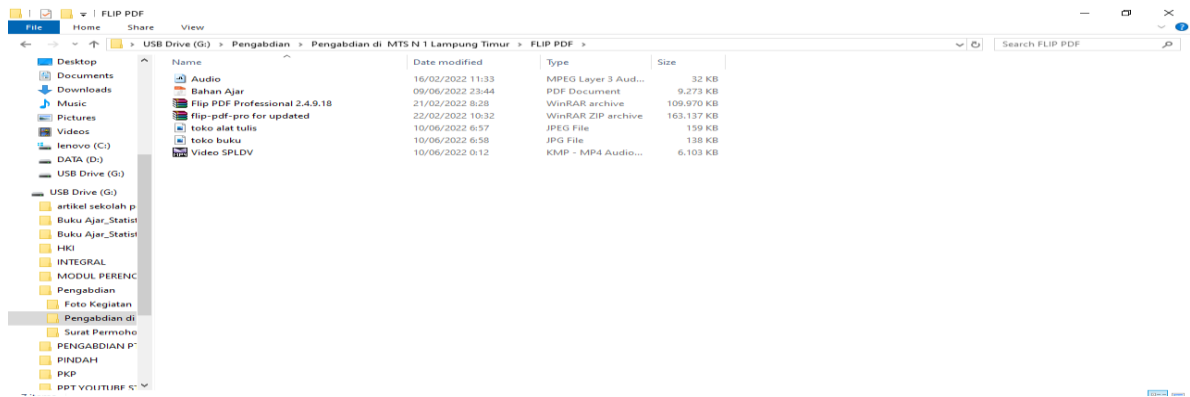 FLIP PDF
File Home Share View
USB Drive (G:) > Pengabdian > Pengabdian di MTS N 1 Lampung Timur > FLIP PDF >
Search FLIP PDF
Desktop
Documents
Downloads
Music
Pictures
Videos
lenovo (C:)
DATA (D:)
USB Drive (G:)
USB Drive (G:)
artikel sekolah p
Buku Ajar_Statist
Buku Ajar_Statist
HKI
INTEGRAL
MODUL PERENC
Pengabdian
Foto Kegiatan
Pengabdian di
Surat Permoho
PENGABDIAN PT
PINDAH
PKP
PPT YOUTUBE S
Name Date modified Type Size
Audio 16/02/2022 11:33 MPEG Layer 3 Aud... 32 KB
Bahan Ajar 09/06/2022 23:44 PDF Document 9.273 KB
Flip PDF Professional 2.4.9.18 21/02/2022 8:28 WinRAR archive 109.970 KB
flip-pdf-pro for updated 22/02/2022 10:32 WinRAR ZIP archive 163.137 KB
toko alat tulis 10/06/2022 6:57 JPEG File 159 KB
toko buku 10/06/2022 6:58 JPG File 138 KB
Video SPLDV 10/06/2022 0:12 KMP - MP4 Audio... 6.103 KB